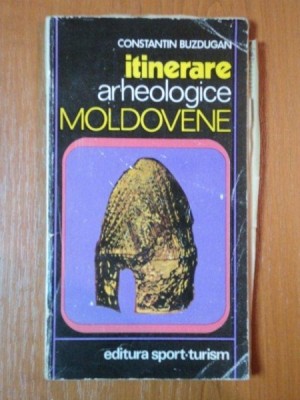 CONSTANTIN BUZDUGAN
itinerare
arheologice
MOLDOVENE
editura sport·turism